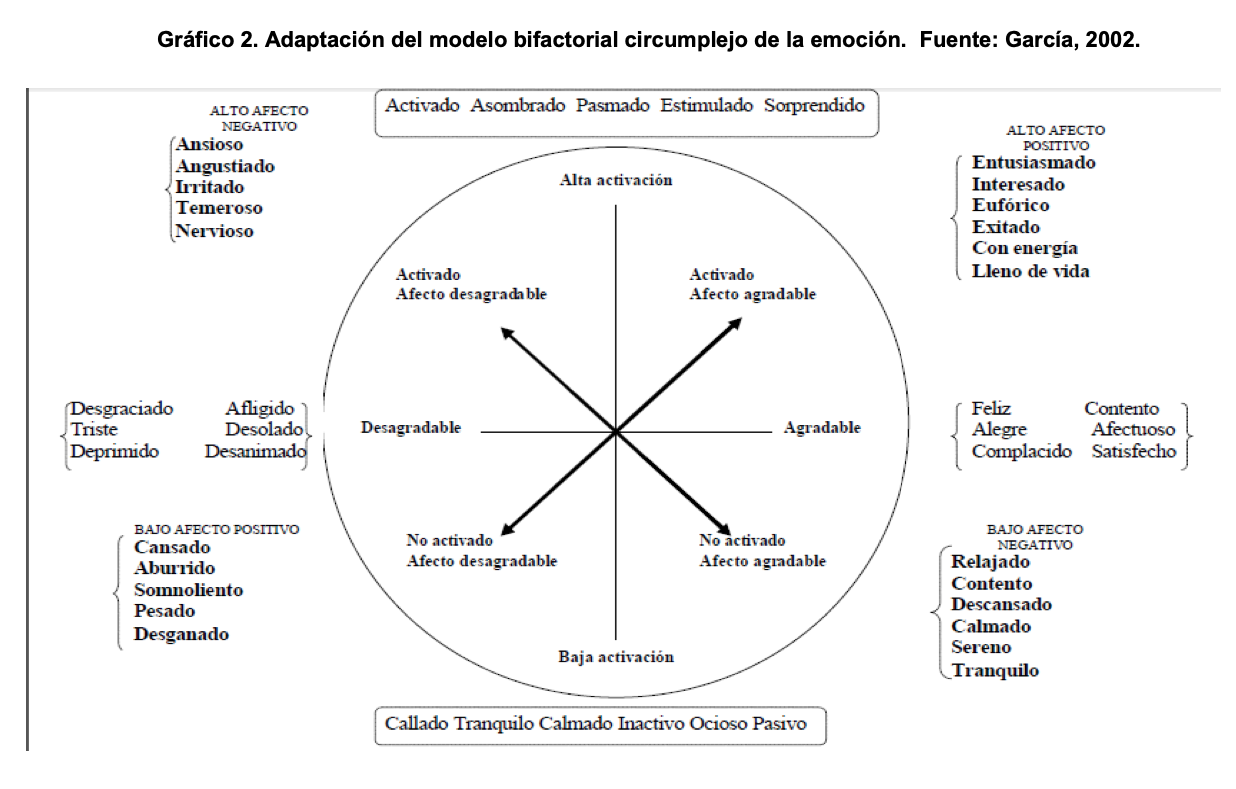 Gráfico 2. Adaptación del modelo bifactorial circumplejo de la emoción. Fuente: García, 2002.
Activado Asombrado Pasmado Estimulado Sorprendido
ALTO AFECTO
NEGATIVO
Ansioso
Angustiado
Irritado
Temeroso
Nervioso
ALTO AFECTO
POSITIVO
Entusiasmado
Interesado
Eufórico
Exitado
Con energía
Lleno de vida
Alta activación
Activado
Afecto desagradable
Activado
Afecto agradable
Desgraciado Afligido
Triste Desolado
Deprimido Desanimado
Desagradable
Agradable
Feliz Contento
Alegre Afectuoso
Complacido Satisfecho
BAJO AFECTO POSITIVO
Cansado
Aburrido
Somnoliento
Pesado
Desganado
No activado
Afecto desagradable
No activado
Afecto agradable
BAJO AFECTO
NEGATIVO
Relajado
Contento
Descansado
Calmado
Sereno
Tranquilo
Baja activación
Callado Tranquilo Calmado Inactivo Ocioso Pasivo